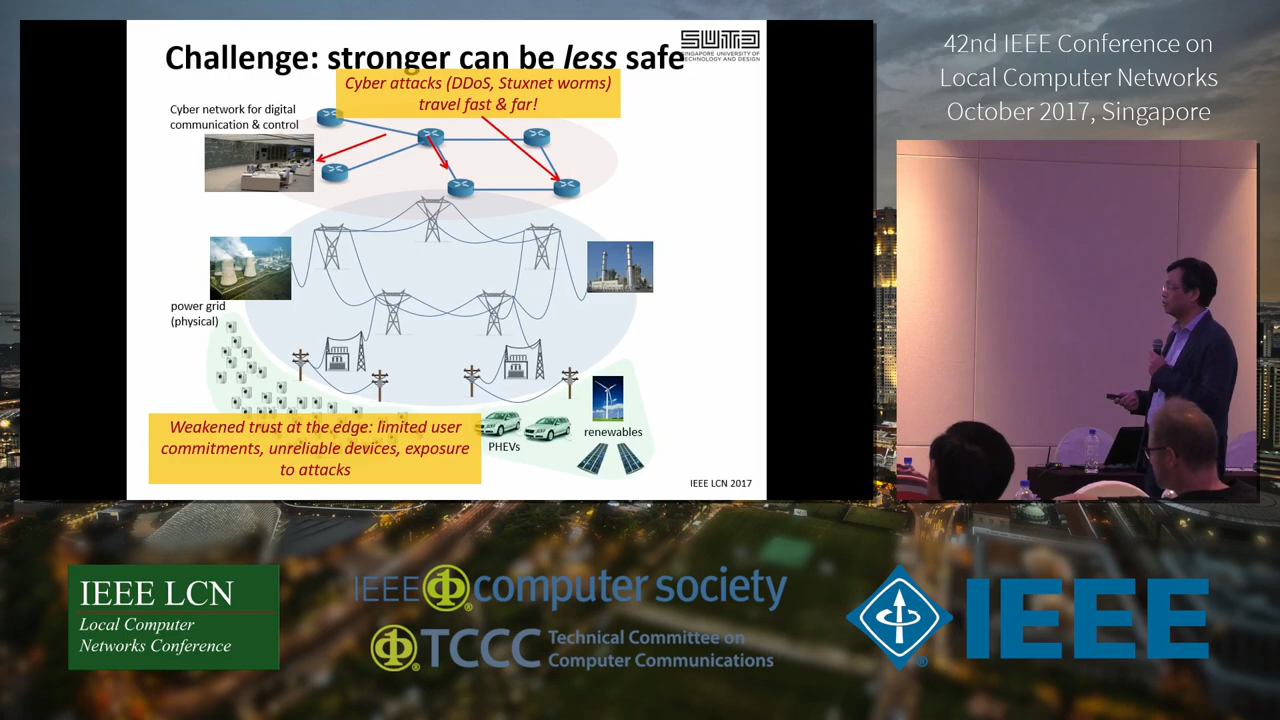 Challenge: stronger can be less safe
SUTD
SINGAPORE UNIVERSITY OF
TECHNOLOGY AND DESIGN
Cyber attacks (DDoS, Stuxnet worms)
travel fast & far!
Cyber network for digital
communication & control
power grid
(physical)
Weakened trust at the edge: limited user
commitments, unreliable devices, exposure
to attacks
PHEVs
renewables
IEEE LCN 2017
42nd IEEE Conference on
Local Computer Networks
October 2017, Singapore
IEEE LCN
Local Computer
Networks Conference
IEEE computer society
®
TCCC Technical Committee on
Computer Communications
®
IEEE
®